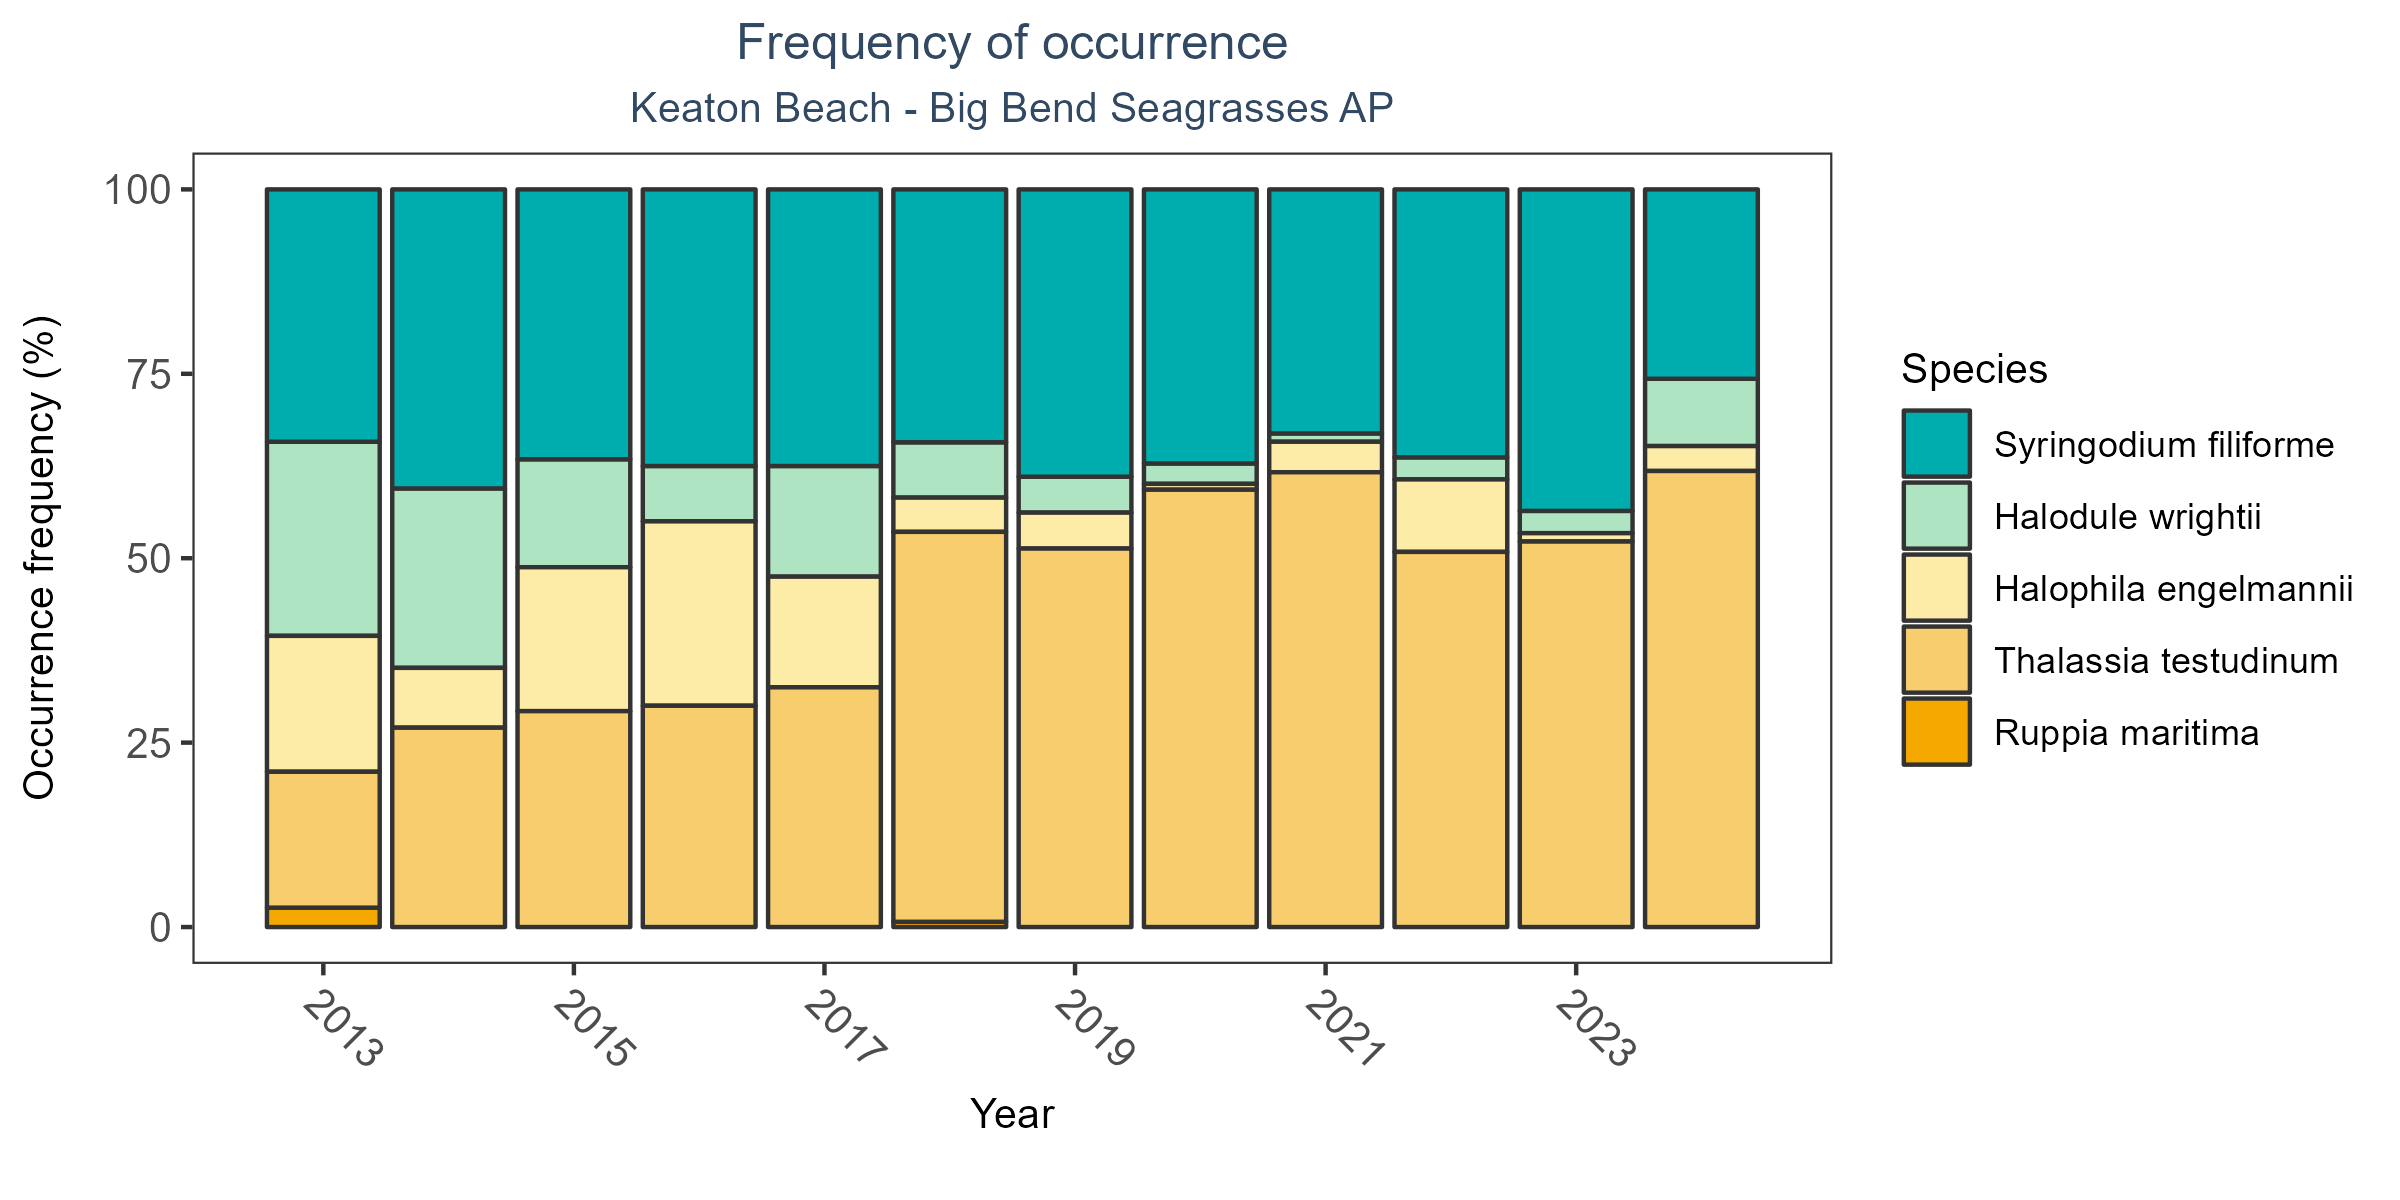 Frequency of occurrence
Keaton Beach - Big Bend Seagrasses AP
Occurrence frequency (%)
100
75
50
25
0
2013
2015
2017
2019
2021
2023
Year
Species
Syringodium filiforme
Halodule wrightii
Halophila engelmannii
Thalassia testudinum
Ruppia maritima